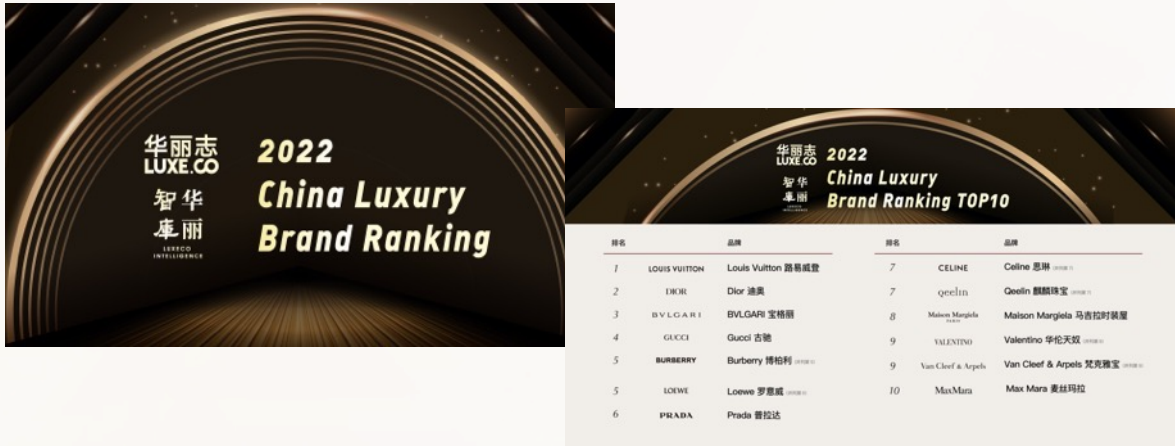 华丽志
LUXE.CO
智华
库丽
LUXECO
INTELLIGENCE
2022
China Luxury
Brand Ranking
华丽志
LUXE.CO
智华
库丽
2022
China Luxury
Brand Ranking TOP10
排名 品牌
1 LOUIS VUITTON Louis Vuitton 路易威登
2 DIOR Dior 迪奥
3 BVLGARI BVLGARI 宝格丽
4 GUCCI Gucci 古驰
5 BURBERRY Burberry 博柏利
5 LOEWE Loewe 罗意威
6 PRADA Prada 普拉达
排名 品牌
7 CELINE Celine 思琳
7 Qeelin Qeelin 麒麟珠宝
8 Maison Margiela Maison Margiela 马吉拉时装屋
9 VALENTINO Valentino 华伦天奴
9 Van Cleef & Arpels Van Cleef & Arpels 梵克雅宝
10 MaxMara Max Mara 麦丝玛拉